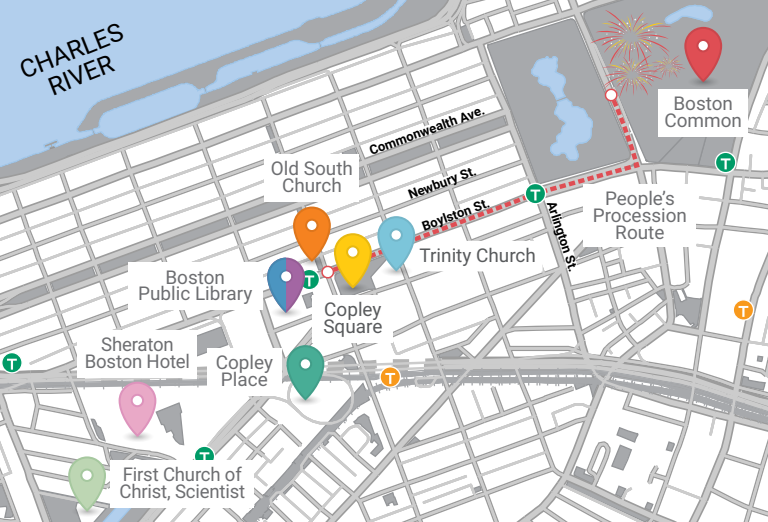 CHARLES
RIVER
Boston
Common
Commonwealth Ave.
Old South
Church
Newbury St.
T
People's
Procession
Route
Boylston St.
T
Arlington St.
Trinity Church
Boston
Public Library
T
Copley
Square
T
Sheraton
Boston Hotel
Copley
Place
T
T
T
First Church of
Christ, Scientist